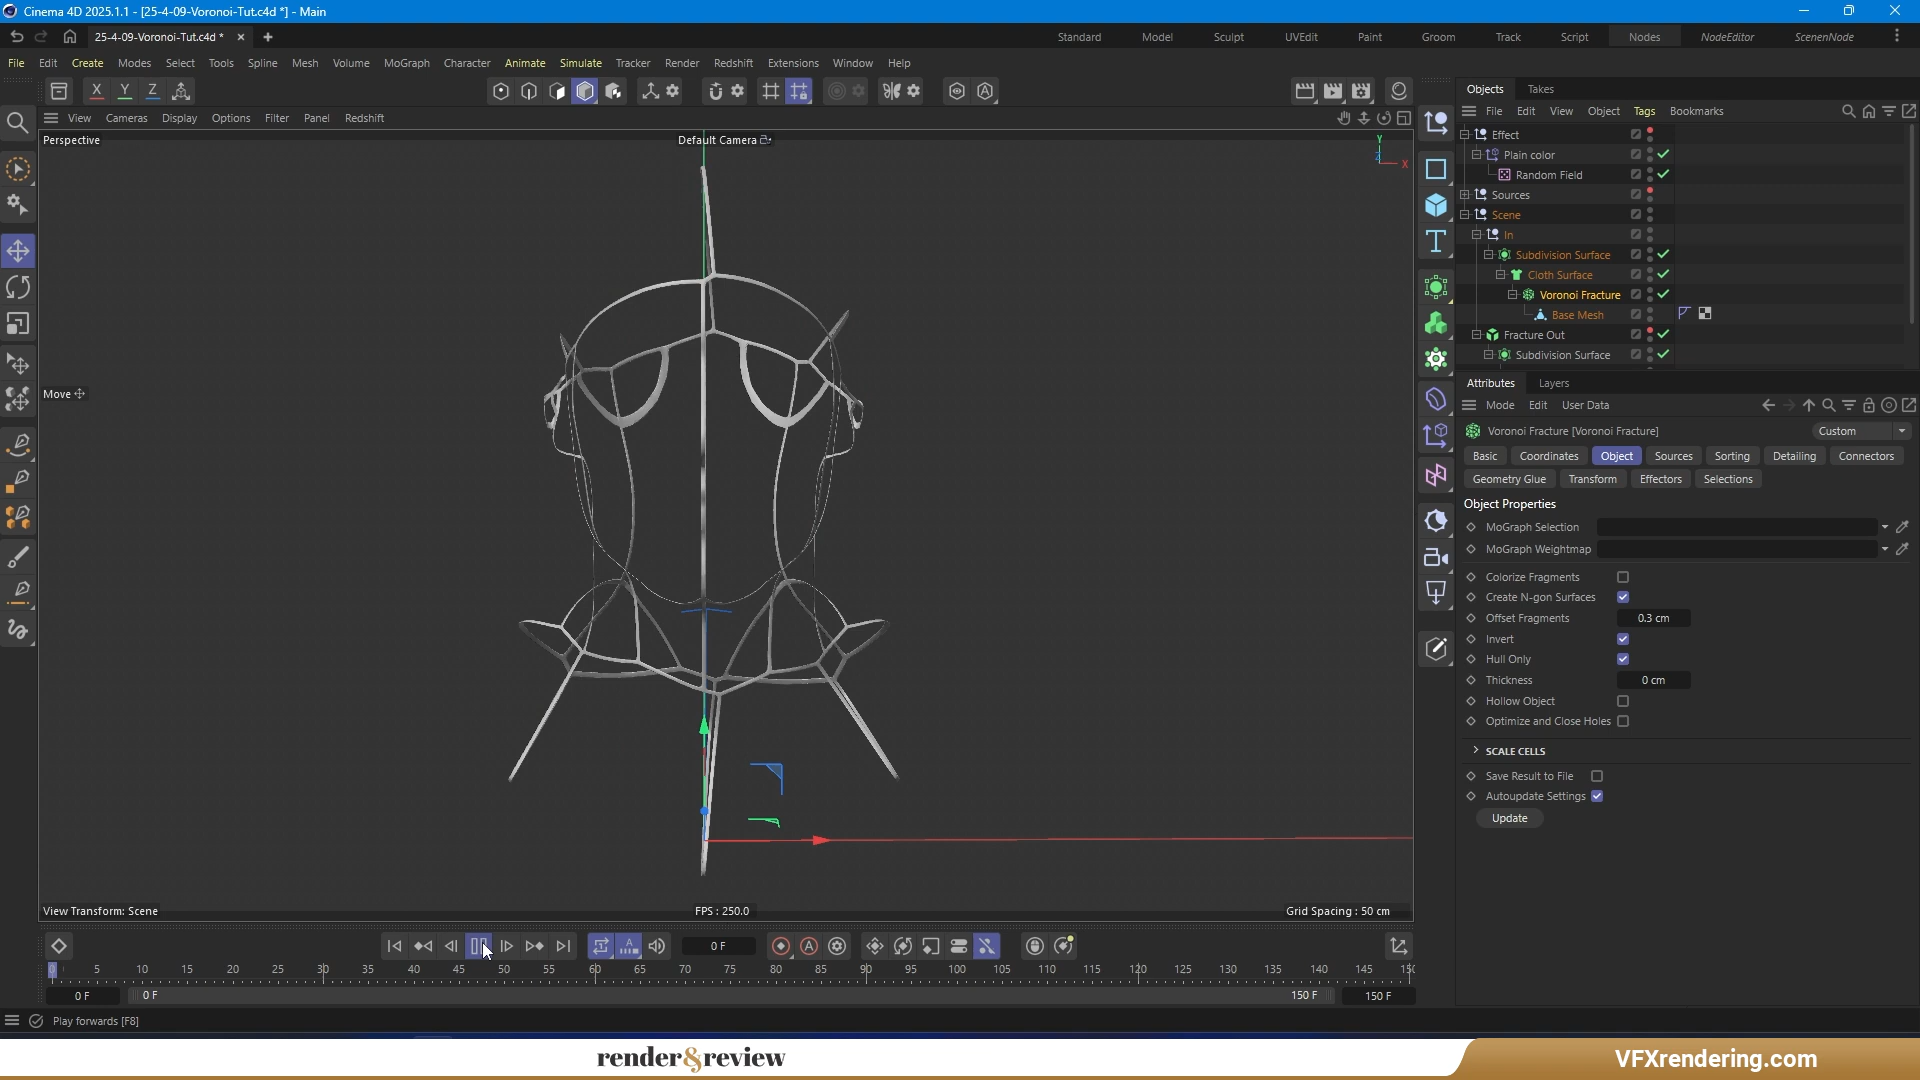 Cinema 4D 2025.1.1 - [25-4-09-Voronoi-Tut.c4d *] - Main
25-4-09-Voronoi-Tut.c4d *
Standard Model Sculpt UVEdit Paint Groom Track Script Nodes NodeEditor ScenenNode
File Edit Create Modes Select Tools Spline Mesh Volume MoGraph Character Animate Simulate Tracker Render Redshift Extensions Window Help
X Y Z
Objects Takes
File Edit View Object Tags Bookmarks
View Cameras Display Options Filter Panel Redshift
Perspective
Default Camera
Y
Z
X
Move
Effect
Plain color
Random Field
Sources
Scene
In
Subdivision Surface
Cloth Surface
Voronoi Fracture
Base Mesh
Fracture Out
Subdivision Surface
Attributes Layers
Mode Edit User Data
Voronoi Fracture [Voronoi Fracture]
Custom
Basic Coordinates Object Sources Sorting Detailing Connectors
Geometry Glue Transform Effectors Selections
Object Properties
MoGraph Selection
MoGraph Weightmap
Colorize Fragments
Create N-gon Surfaces
Offset Fragments 0.3 cm
Invert
Hull Only
Thickness 0 cm
Hollow Object
Optimize and Close Holes
SCALE CELLS
Save Result to File
Autoupdate Settings
Update
View Transform: Scene
FPS : 250.0
Grid Spacing : 50 cm
0 F
0 5 10 15 20 25 30 35 40 45 50 55 60 65 70 75 80 85 90 95 100 105 110 115 120 125 130 135 140 145 150
0 F 0 F 150 F 150 F
Play forwards [F8]
render&review
VFXrendering.com